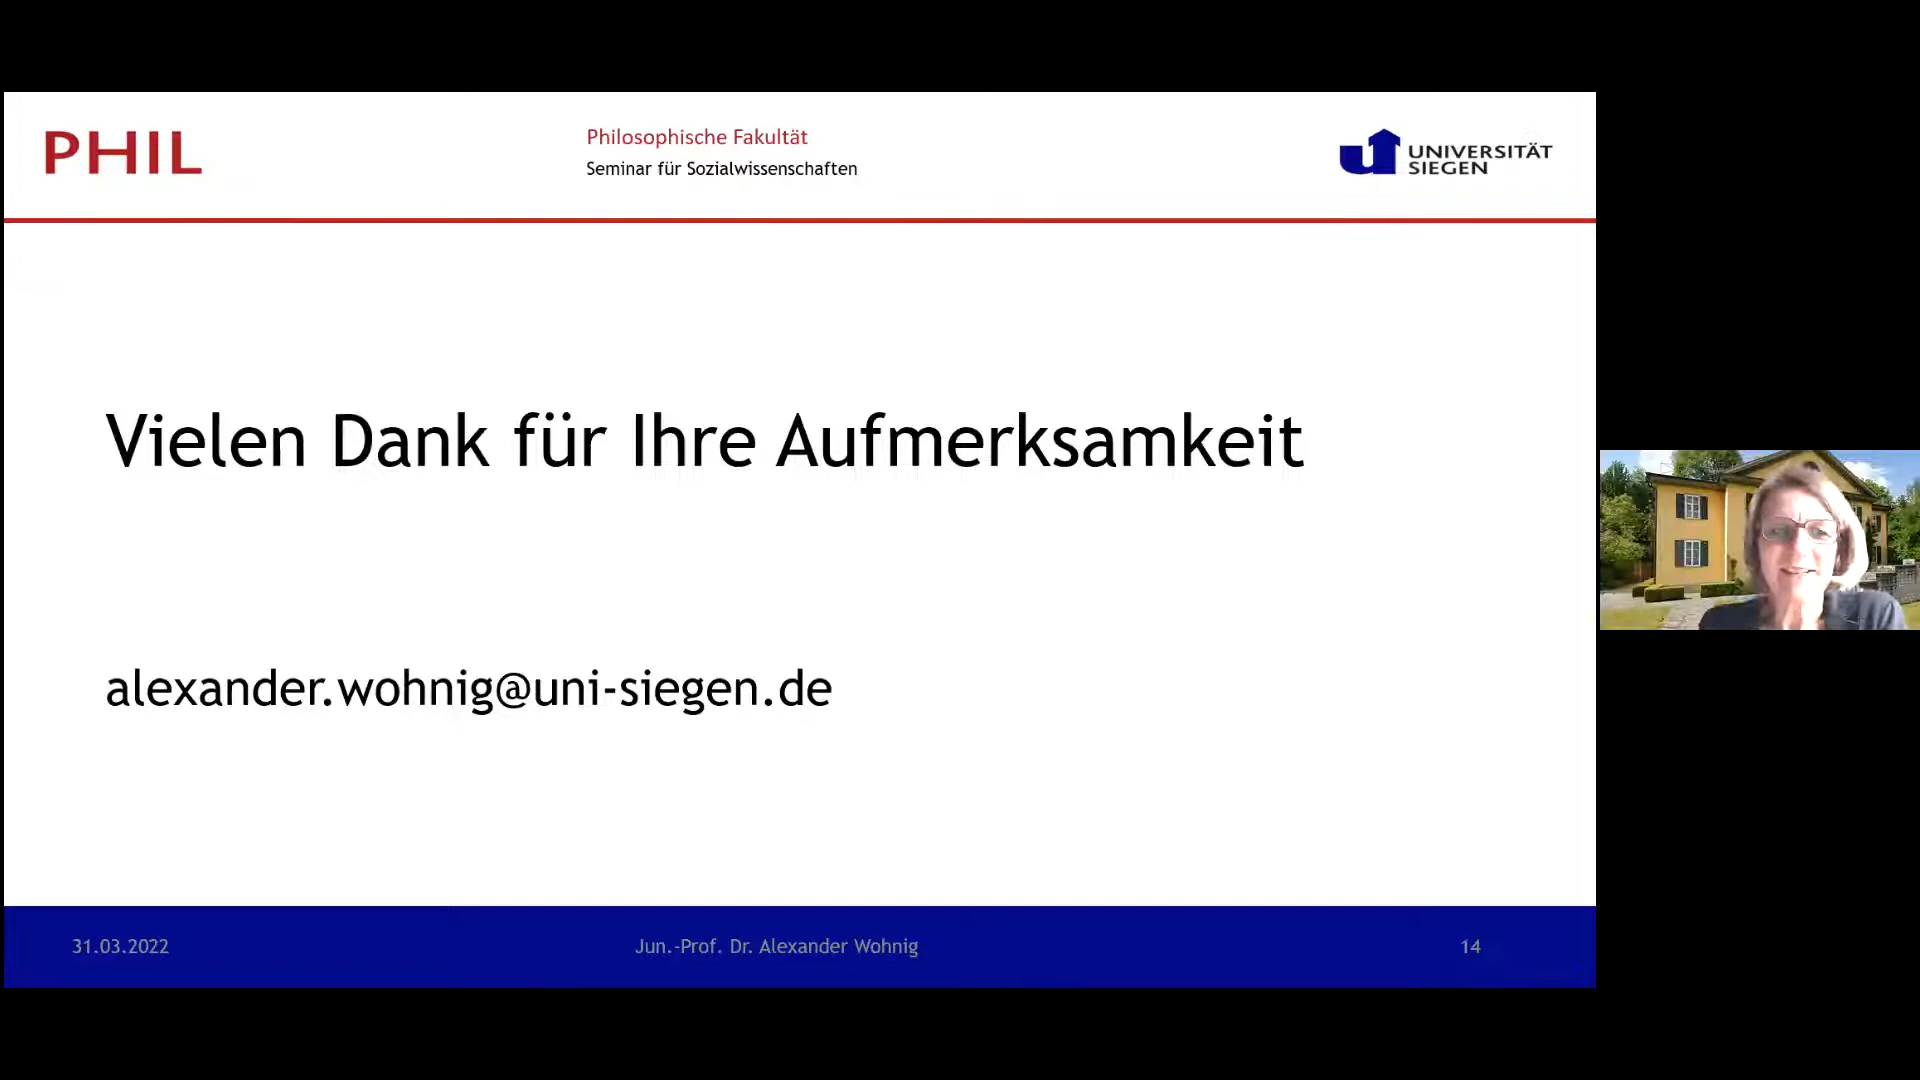 PHIL
Philosophische Fakultät
Seminar für Sozialwissenschaften
UNIVERSITÄT
SIEGEN
Vielen Dank für Ihre Aufmerksamkeit
alexander.wohnig@uni-siegen.de
31.03.2022
Jun.-Prof. Dr. Alexander Wohnig
14